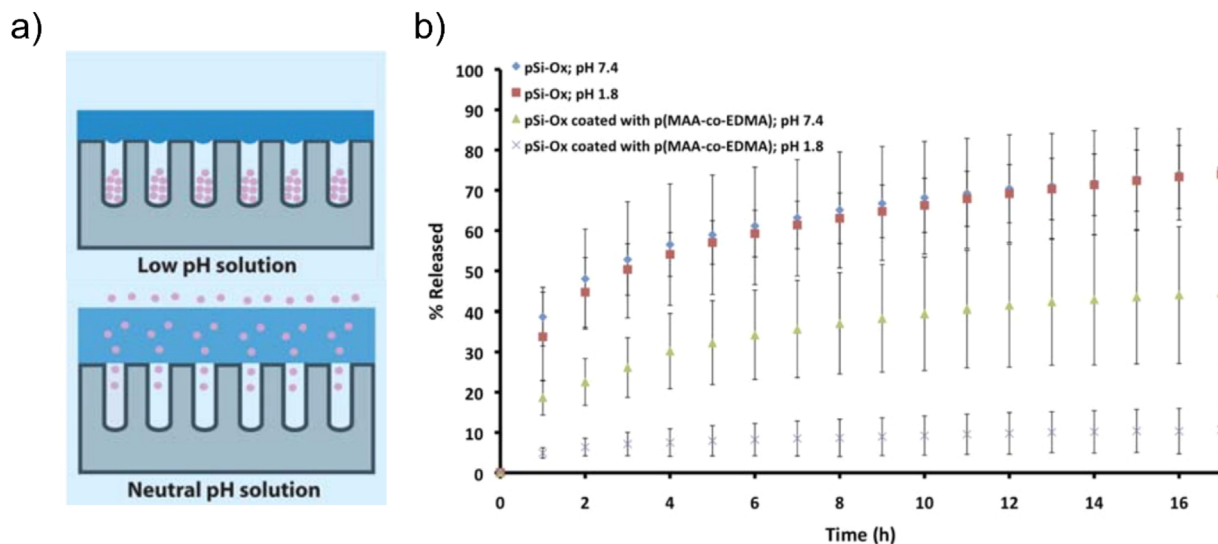 a)
Low pH solution
Neutral pH solution
b)
pSi-Ox; pH 7.4
pSi-Ox; pH 1.8
pSi-Ox coated with p(MAA-co-EDMA); pH 7.4
pSi-Ox coated with p(MAA-co-EDMA); pH 1.8
% Released
100
90
80
70
60
50
40
30
20
10
0
0 2 4 6 8 10 12 14 16
Time (h)